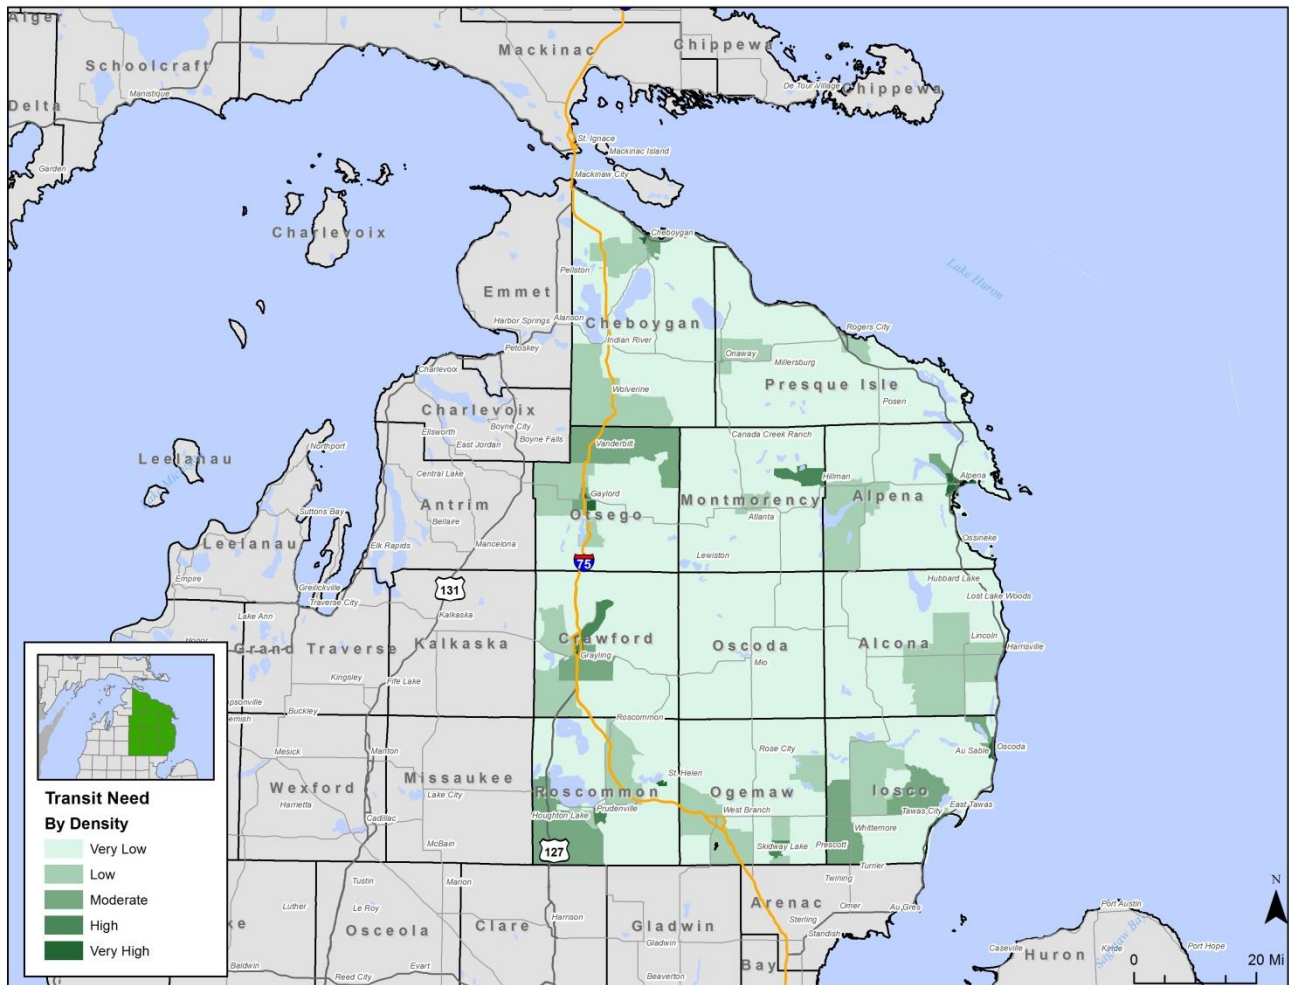 Alger
Mackinac
Chippewa
Schoolcraft
De Tour Village
Chippewa
Manistique
Delta
St. Ignace
Mackinac Island
Garden
Mackinaw City
Charlevoix
Cheboygan
Pellston
Lake Huron
Emmet
Harbor Springs
Alanson
Cheboygan
Rogers City
Indian River
Petoskey
Onaway
Millersburg
Charlevoix
Presque Isle
Wolverine
Posen
Charlevoix
Boyne City
Ellsworth
East Jordan
Boyne Falls
Canada Creek Ranch
Vanderbilt
Northport
Leelanau
Central Lake
Hillman
Alpena
Gaylord
Antrim
Montmorency
Alpena
Suttons Bay
Otsego
Atlanta
Bellaire
Leelanau
Elk Rapids
Mancelona
Ossineke
Lewiston
75
Empire
Greilickville
Traverse City
131
Hubbard Lake
Lost Lake Woods
Lake Ann
Kalkaska
Lincoln
Crawford
Grand Traverse
Kalkaska
Oscoda
Alcona
Harrisville
Grayling
Mio
Kingsley
Fife Lake
Buckley
Roscommon
Mesick
Manton
Rose City
Au Sable
Oscoda
St. Helen
Missaukee
Wexford
Lake City
Roscommon
Ogemaw
Iosco
Harrietta
East Tawas
Tawas City
Prudenville
West Branch
Houghton Lake
Cadillac
Whittemore
McBain
127
Skidway Lake
Prescott
Turner
Twining
Tustin
Marion
Arenac
Omer
Au Gres
Luther
Le Roy
Harrison
Sterling
Standish
Osceola
Clare
Gladwin
Gladwin
Port Austin
Caseville
Kinde
Port Hope
Huron
Saginaw Bay
Baldwin
Reed City
Evart
Beaverton
Bay
Transit Need
By Density
Very Low
Low
Moderate
High
Very High
N
0 20 Mi